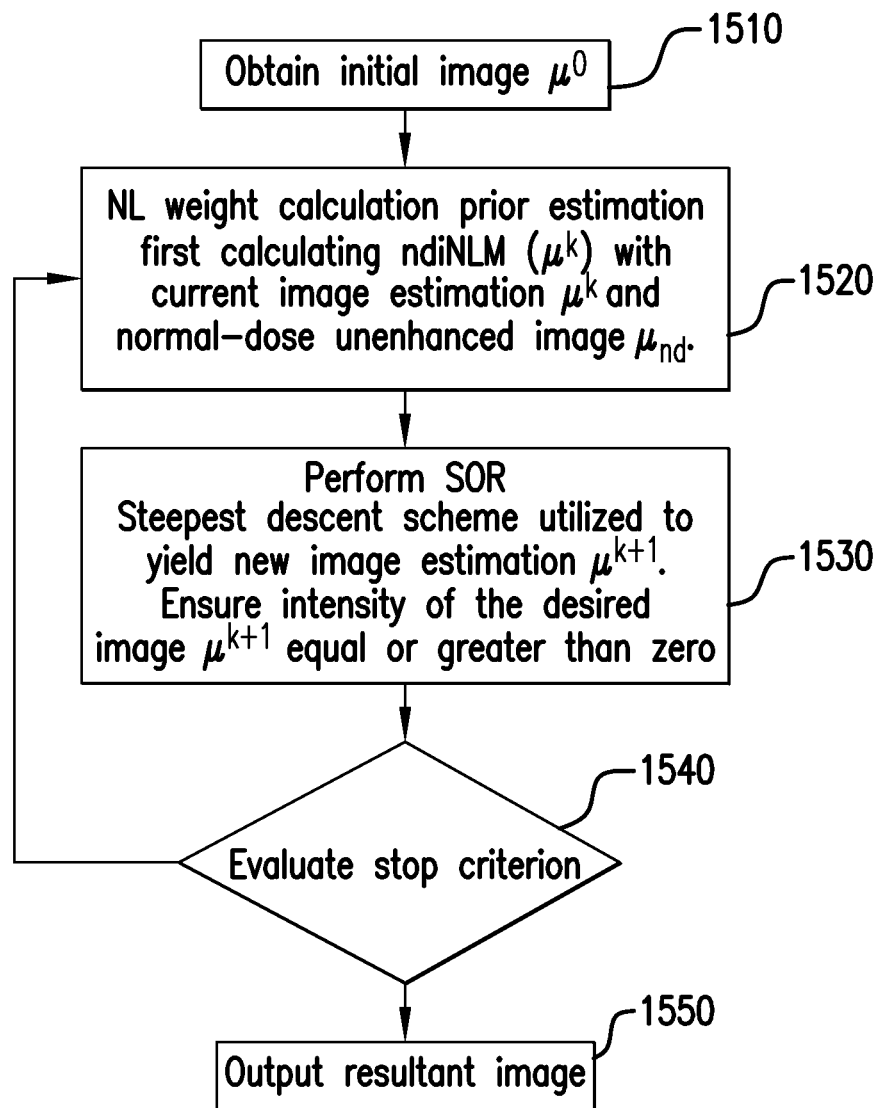 1510
Obtain initial image μ⁰
NL weight calculation prior estimation
first calculating ndiNLM (μᵏ) with
current image estimation μᵏ and
normal-dose unenhanced image μnd.
1520
Perform SOR
Steepest descent scheme utilized to
yield new image estimation μᵏ⁺¹.
Ensure intensity of the desired
image μᵏ⁺¹ equal or greater than zero
1530
1540
Evaluate stop criterion
1550
Output resultant image